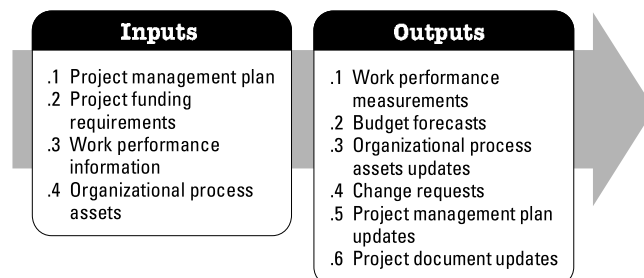 Inputs
.1 Project management plan
.2 Project funding
requirements
.3 Work performance
information
.4 Organizational process
assets
Outputs
.1 Work performance
measurements
.2 Budget forecasts
.3 Organizational process
assets updates
.4 Change requests
.5 Project management plan
updates
.6 Project document updates